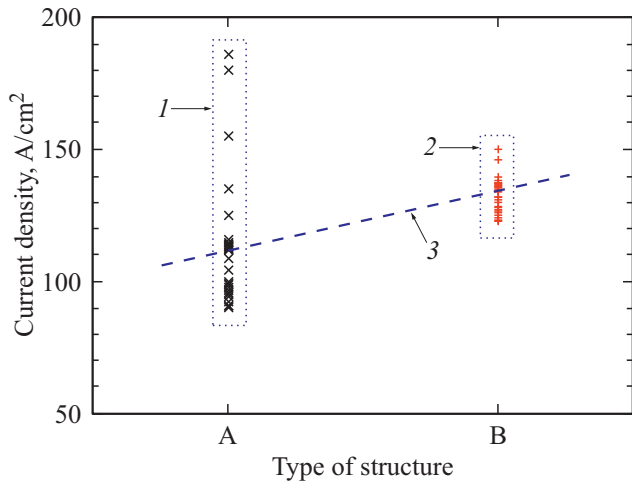 200
150
100
50
Current density, A/cm²
1
2
3
A
B
Type of structure